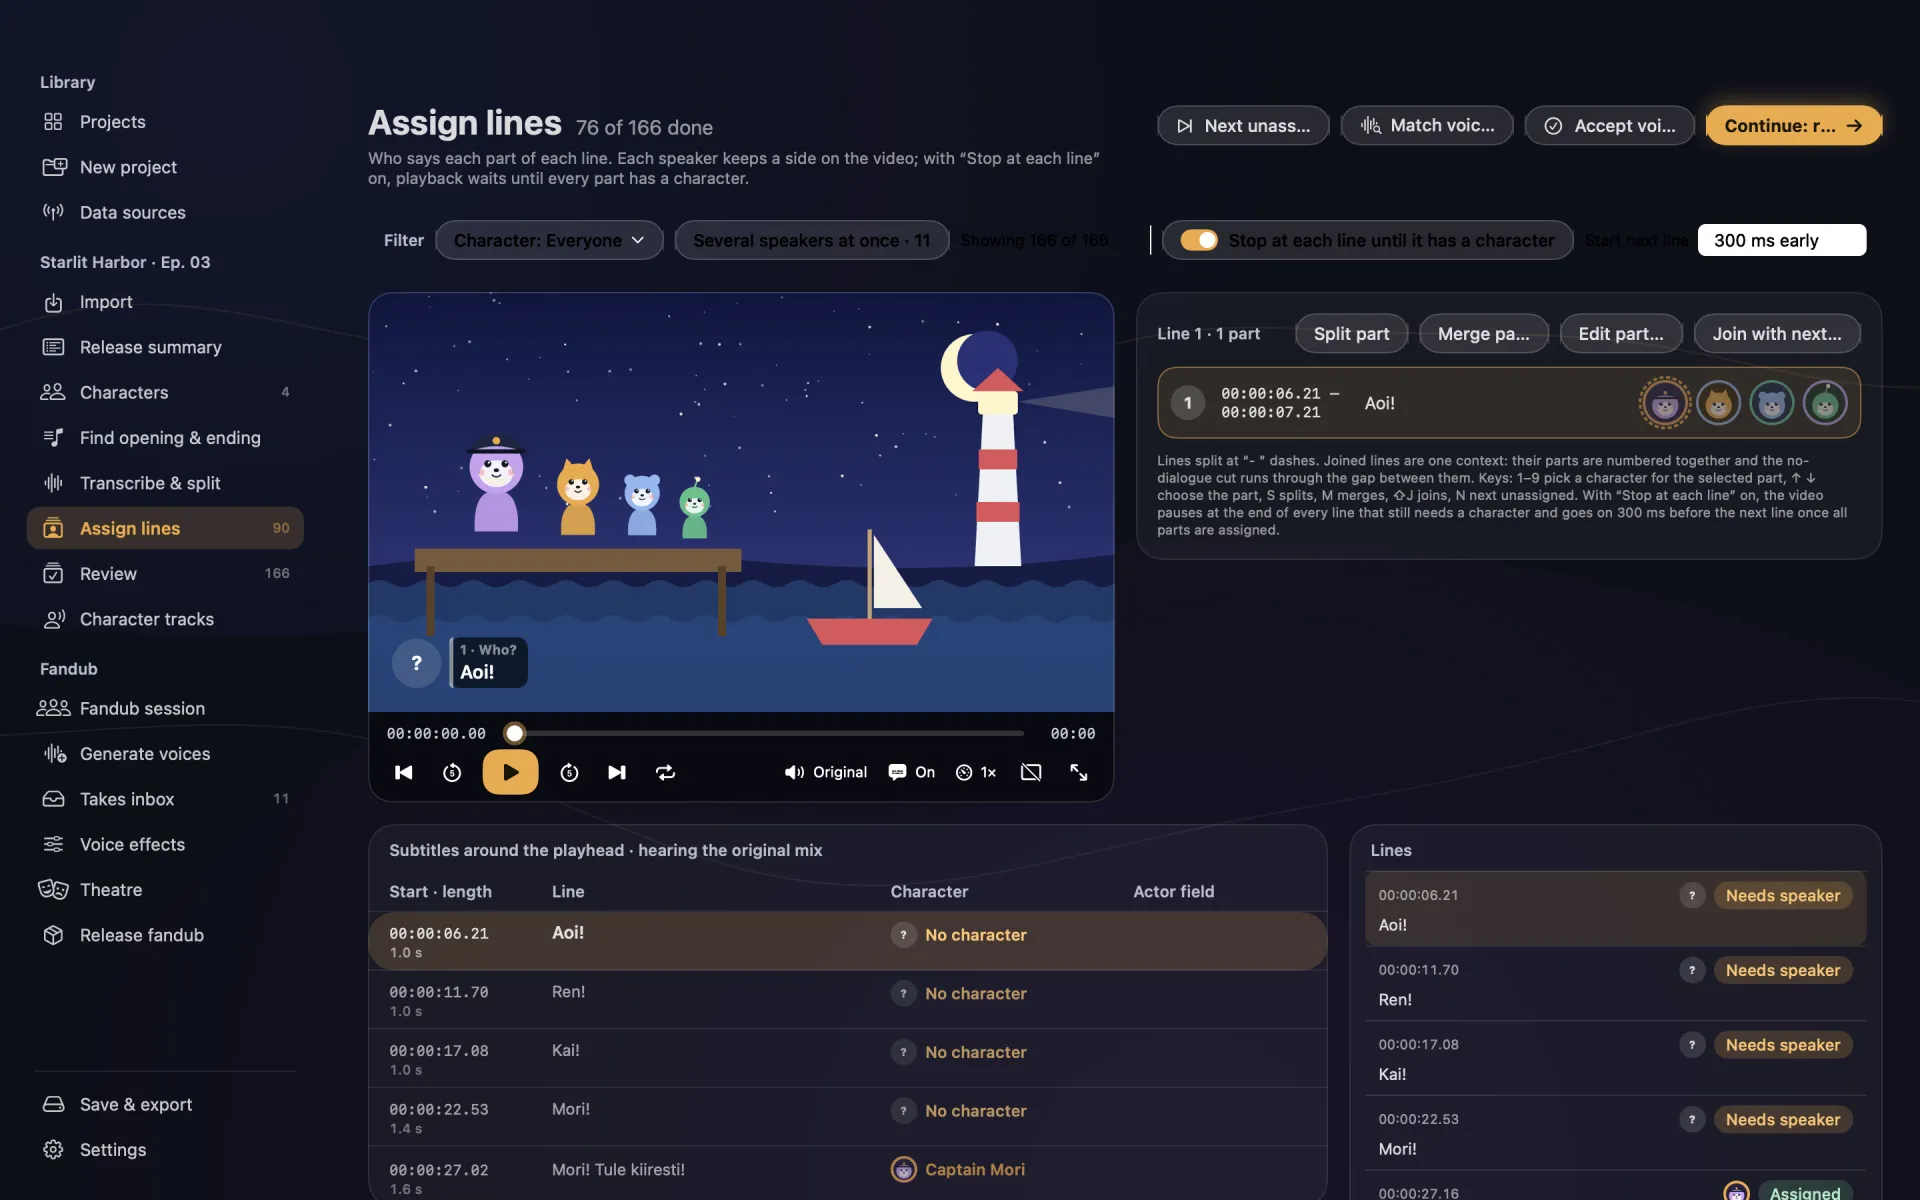 Library
Projects
New project
Data sources
Starlit Harbor · Ep. 03
Import
Release summary
Characters 4
Find opening & ending
Transcribe & split
Assign lines 90
Review 166
Character tracks
Fandub
Fandub session
Generate voices
Takes inbox 11
Voice effects
Theatre
Release fandub
Save & export
Settings
Assign lines 76 of 166 done
Who says each part of each line. Each speaker keeps a side on the video; with “Stop at each line”
on, playback waits until every part has a character.
Next unass...
Match voic...
Accept voi...
Continue: r...
Filter
Character: Everyone
Several speakers at once · 11
Showing 166 of 166
Stop at each line until it has a character
Start next line
300 ms early
?
1 · Who?
Aoi!
00:00:00.00
00:00
5
5
Original
On
1x
Line 1 · 1 part
Split part
Merge pa...
Edit part...
Join with next...
1
00:00:06.21 –
00:00:07.21
Aoi!
Lines split at “- ” dashes. Joined lines are one context: their parts are numbered together and the no-
dialogue cut runs through the gap between them. Keys: 1–9 pick a character for the selected part, ↑ ↓
choose the part, S splits, M merges, ⇧J joins, N next unassigned. With “Stop at each line” on, the video
pauses at the end of every line that still needs a character and goes on 300 ms before the next line once all
parts are assigned.
Subtitles around the playhead · hearing the original mix
Start · length Line Character Actor field
00:00:06.21 Aoi! ? No character
1.0 s
00:00:11.70 Ren! ? No character
1.0 s
00:00:17.08 Kai! ? No character
1.0 s
00:00:22.53 Mori! ? No character
1.4 s
00:00:27.02 Mori! Tule kiiresti! Captain Mori
1.6 s
Lines
00:00:06.21 ? Needs speaker
Aoi!
00:00:11.70 ? Needs speaker
Ren!
00:00:17.08 ? Needs speaker
Kai!
00:00:22.53 ? Needs speaker
Mori!
00:00:27.16 Assigned